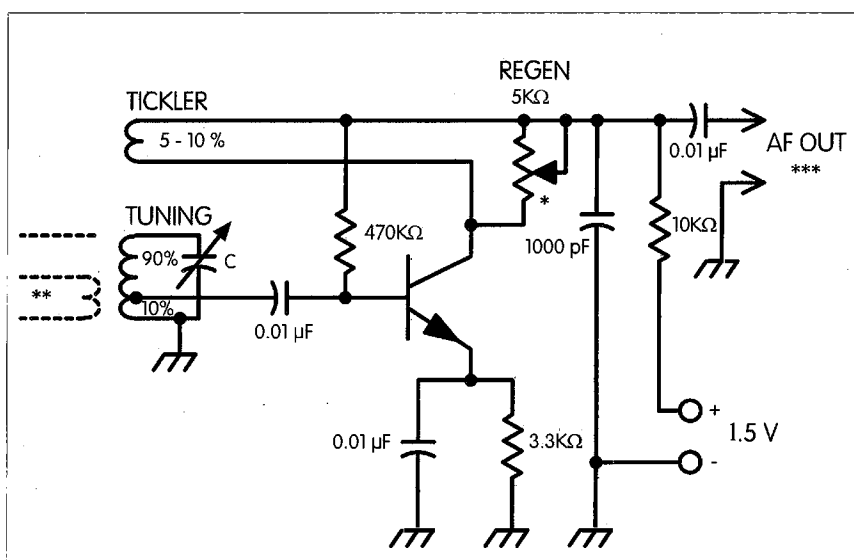 REGEN
5KΩ
TICKLER
5 - 10 %
0.01 µF
AF OUT
***
*
TUNING
470KΩ
10KΩ
90%
C
1000 pF
**
10%
0.01 µF
+
1.5 V
0.01 µF
3.3KΩ
-